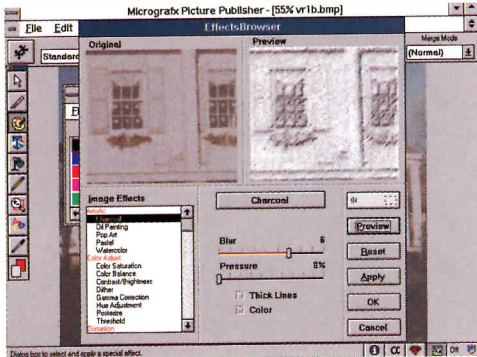 Micrografx Picture Publisher - [55% vr1b.bmp]
File Edit
EffectsBrowser
Original
Preview
Merge Mode
Standard
(Normal)
Image Effects
Artistic
Charcoal
Oil Painting
Pop Art
Pastel
Watercolor
Color Adjust
Color Saturation
Color Balance
Contrast/Brightness
Dither
Gamma Correction
Hue Adjustment
Posterize
Threshold
Distortion
Charcoal
Blur 6
Pressure 8%
Thick Lines
Color
Preview
Reset
Apply
OK
Cancel
Dialog box to select and apply a special effect.
CC
Off